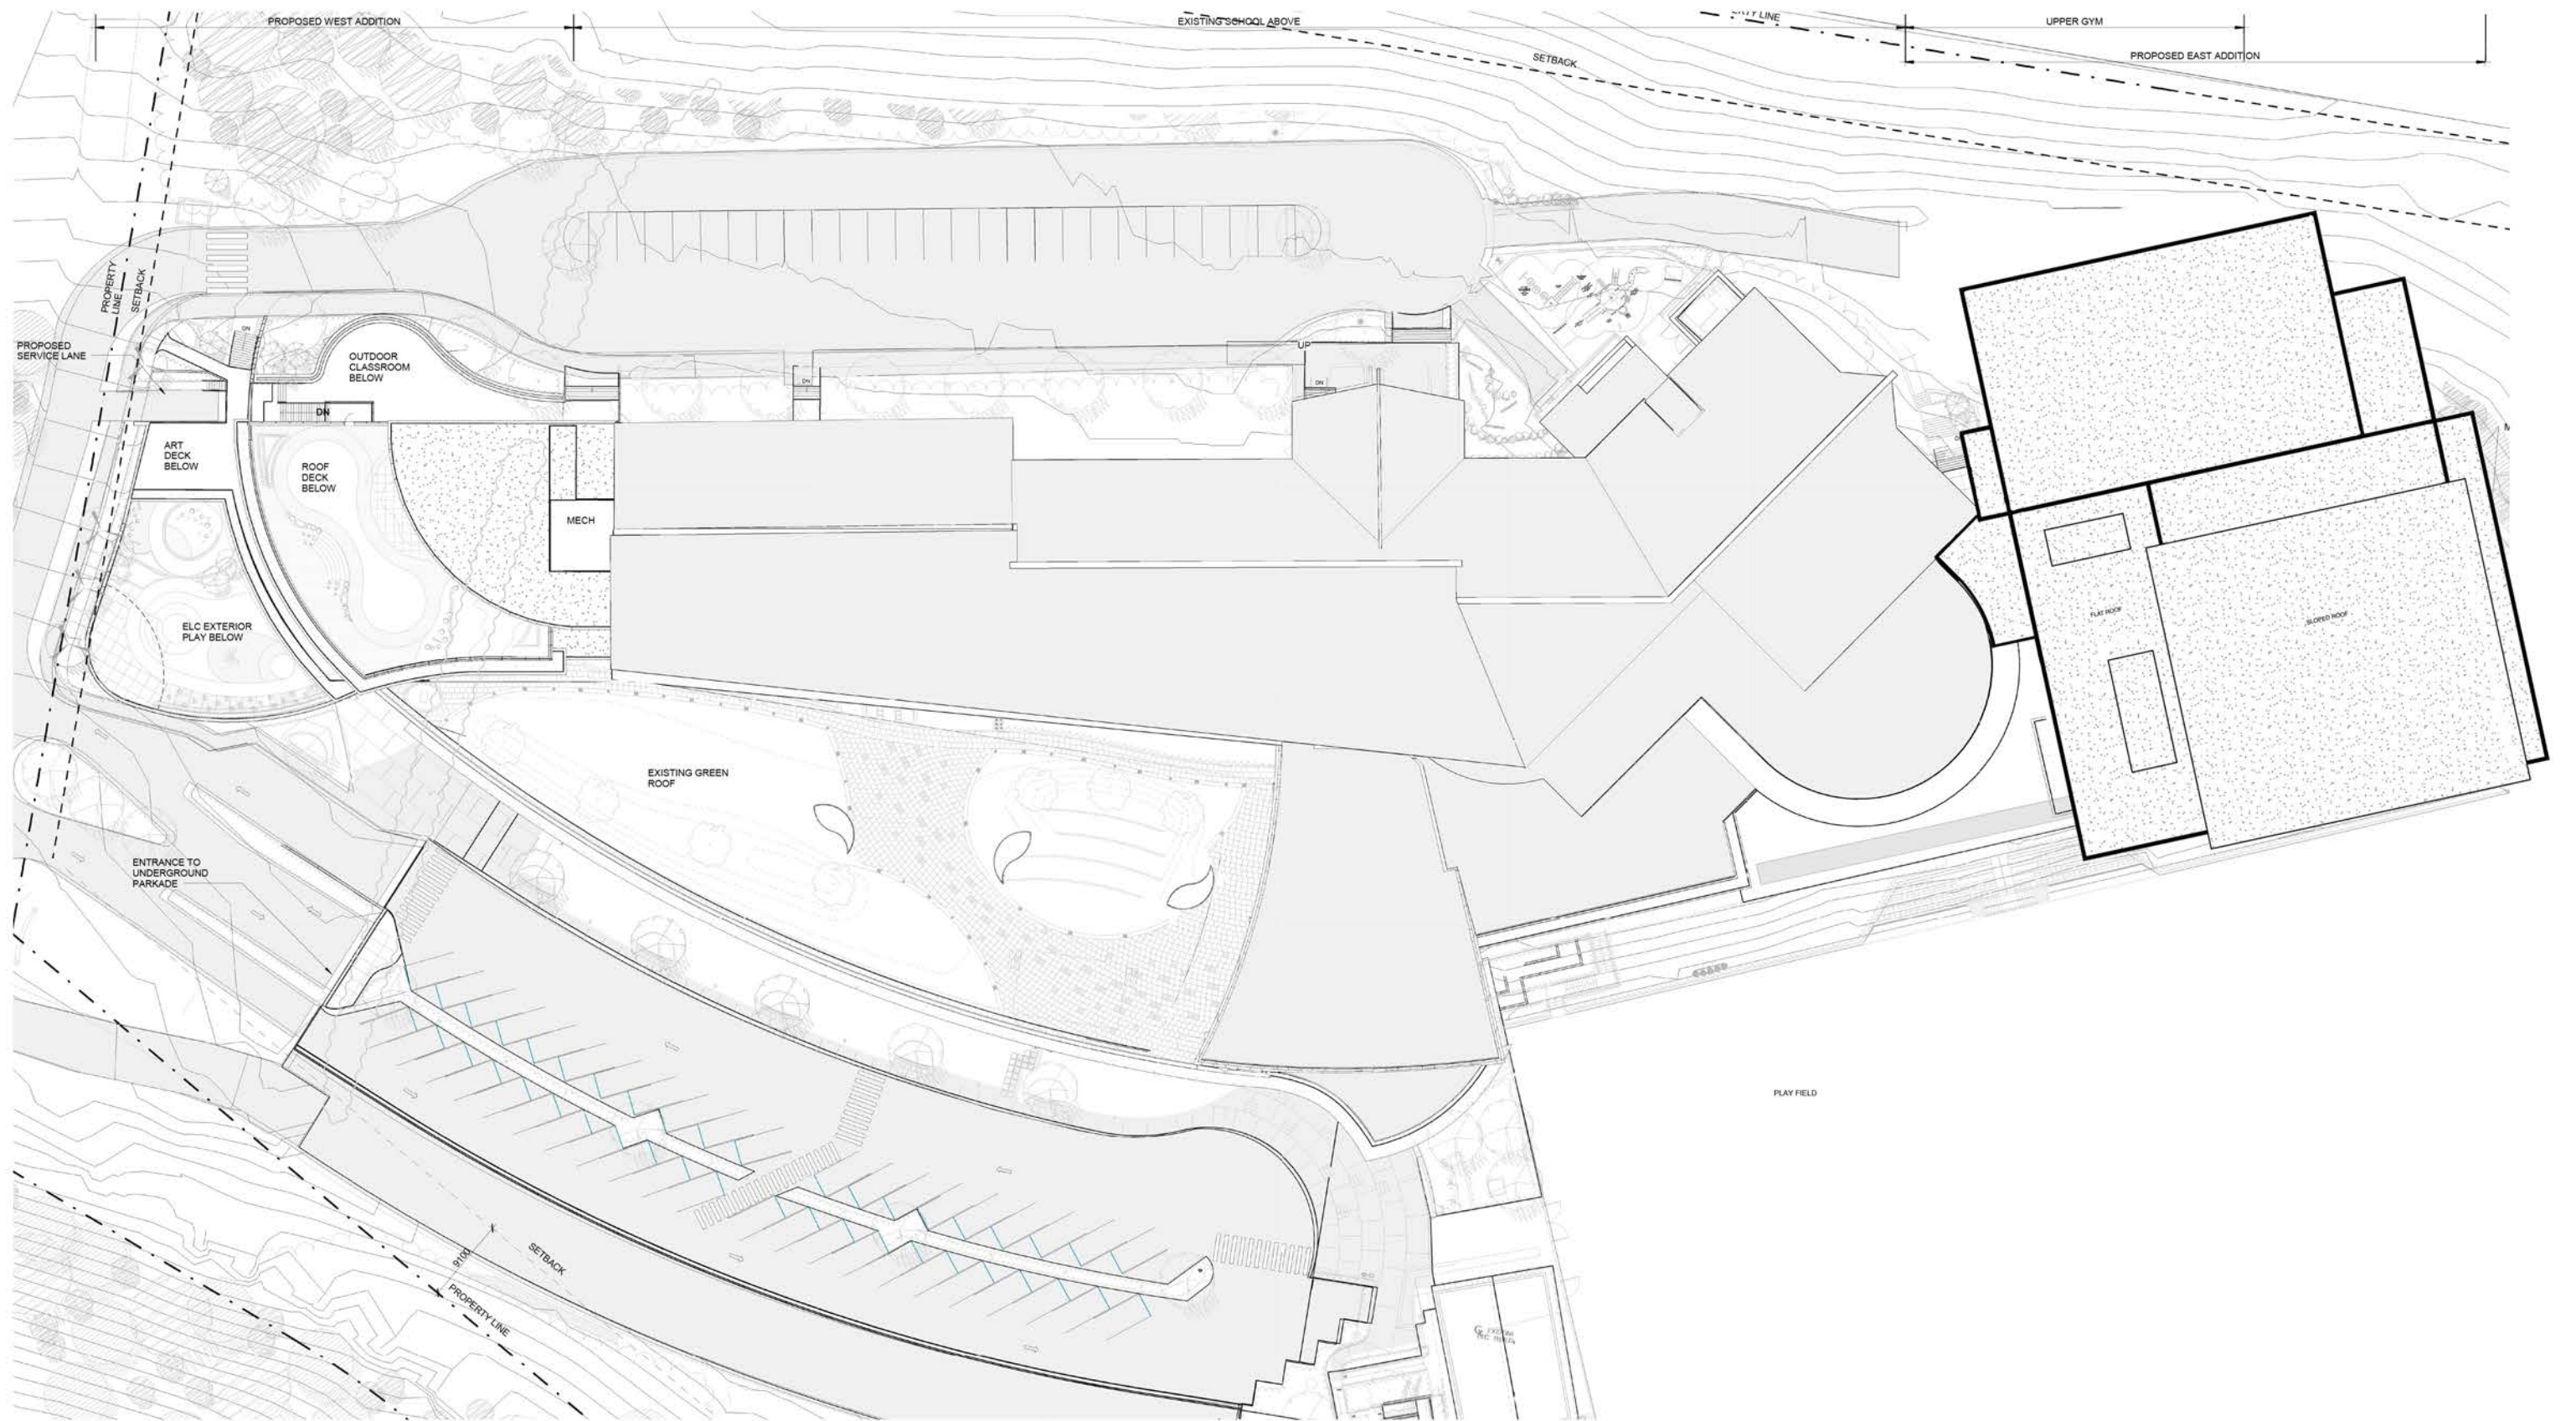 PROPOSED WEST ADDITION
EXISTING SCHOOL ABOVE
UPPER GYM
PROPOSED EAST ADDITION
SETBACK
PROPERTY
LINE
SETBACK
PROPOSED
SERVICE LANE
DN
OUTDOOR
CLASSROOM
BELOW
DN
UP
DN
DN
ART
DECK
BELOW
ROOF
DECK
BELOW
MECH
ELC EXTERIOR
PLAY BELOW
FLAT ROOF
SLOPED ROOF
EXISTING GREEN
ROOF
ENTRANCE TO
UNDERGROUND
PARKADE
PLAY FIELD
9100
SETBACK
PROPERTY LINE